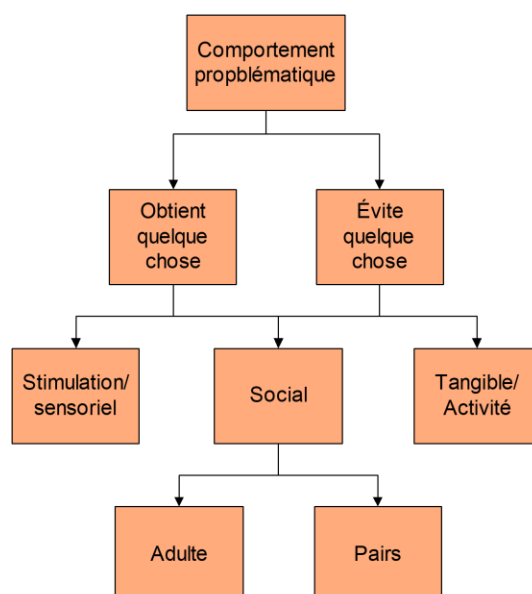 Comportement
propblématique
Obtient
quelque
chose
Évite
quelque
chose
Stimulation/
sensoriel
Social
Tangible/
Activité
Adulte
Pairs